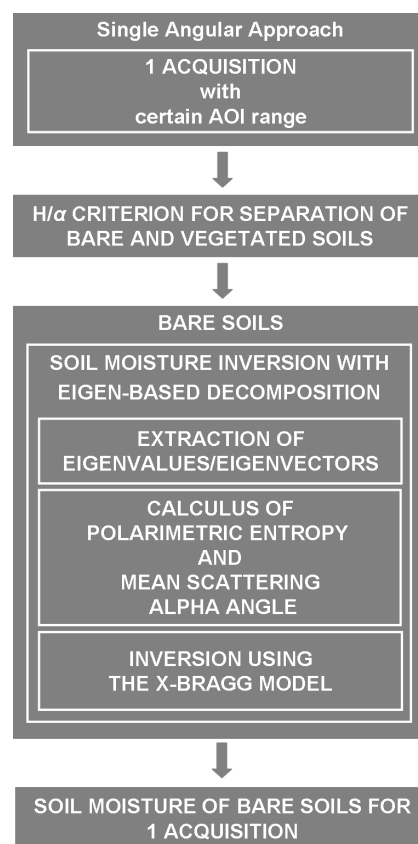 Single Angular Approach
1 ACQUISITION
with
certain AOI range
H/α CRITERION FOR SEPARATION OF
BARE AND VEGETATED SOILS
BARE SOILS
SOIL MOISTURE INVERSION WITH
EIGEN-BASED DECOMPOSITION
EXTRACTION OF
EIGENVALUES/EIGENVECTORS
CALCULUS OF
POLARIMETRIC ENTROPY
AND
MEAN SCATTERING
ALPHA ANGLE
INVERSION USING
THE X-BRAGG MODEL
SOIL MOISTURE OF BARE SOILS FOR
1 ACQUISITION